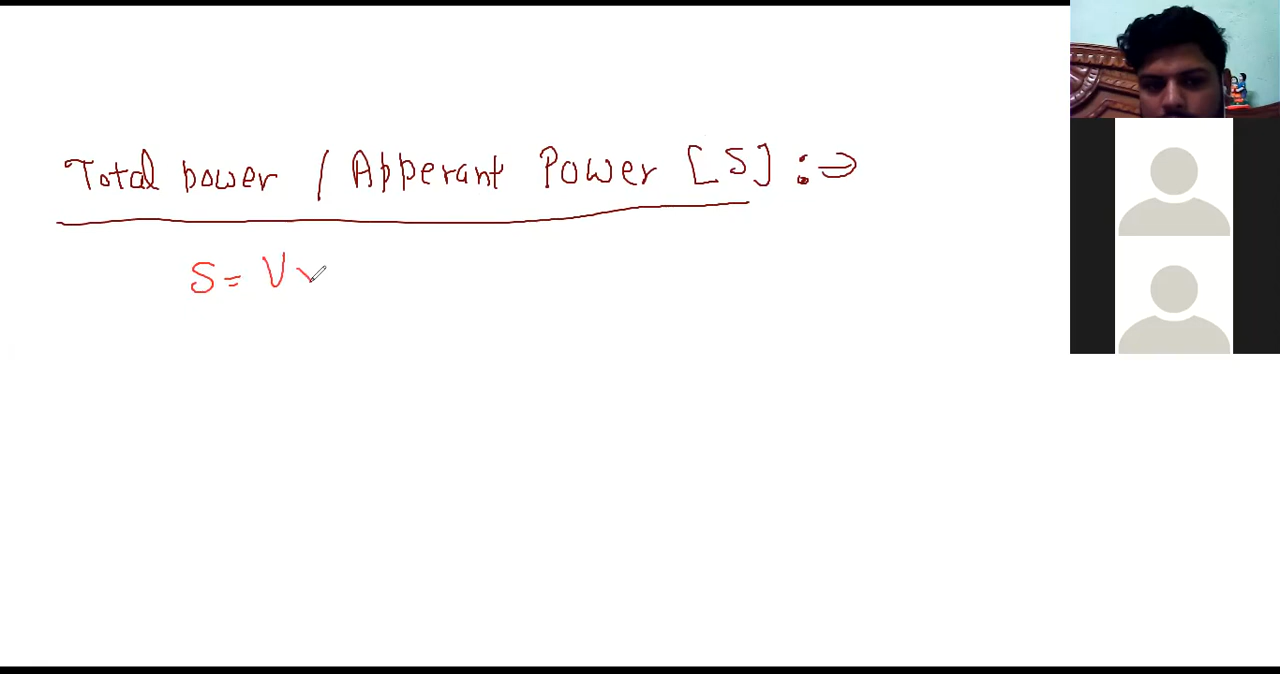 Total power / Apperant Power [S] :⇒
S = V ×